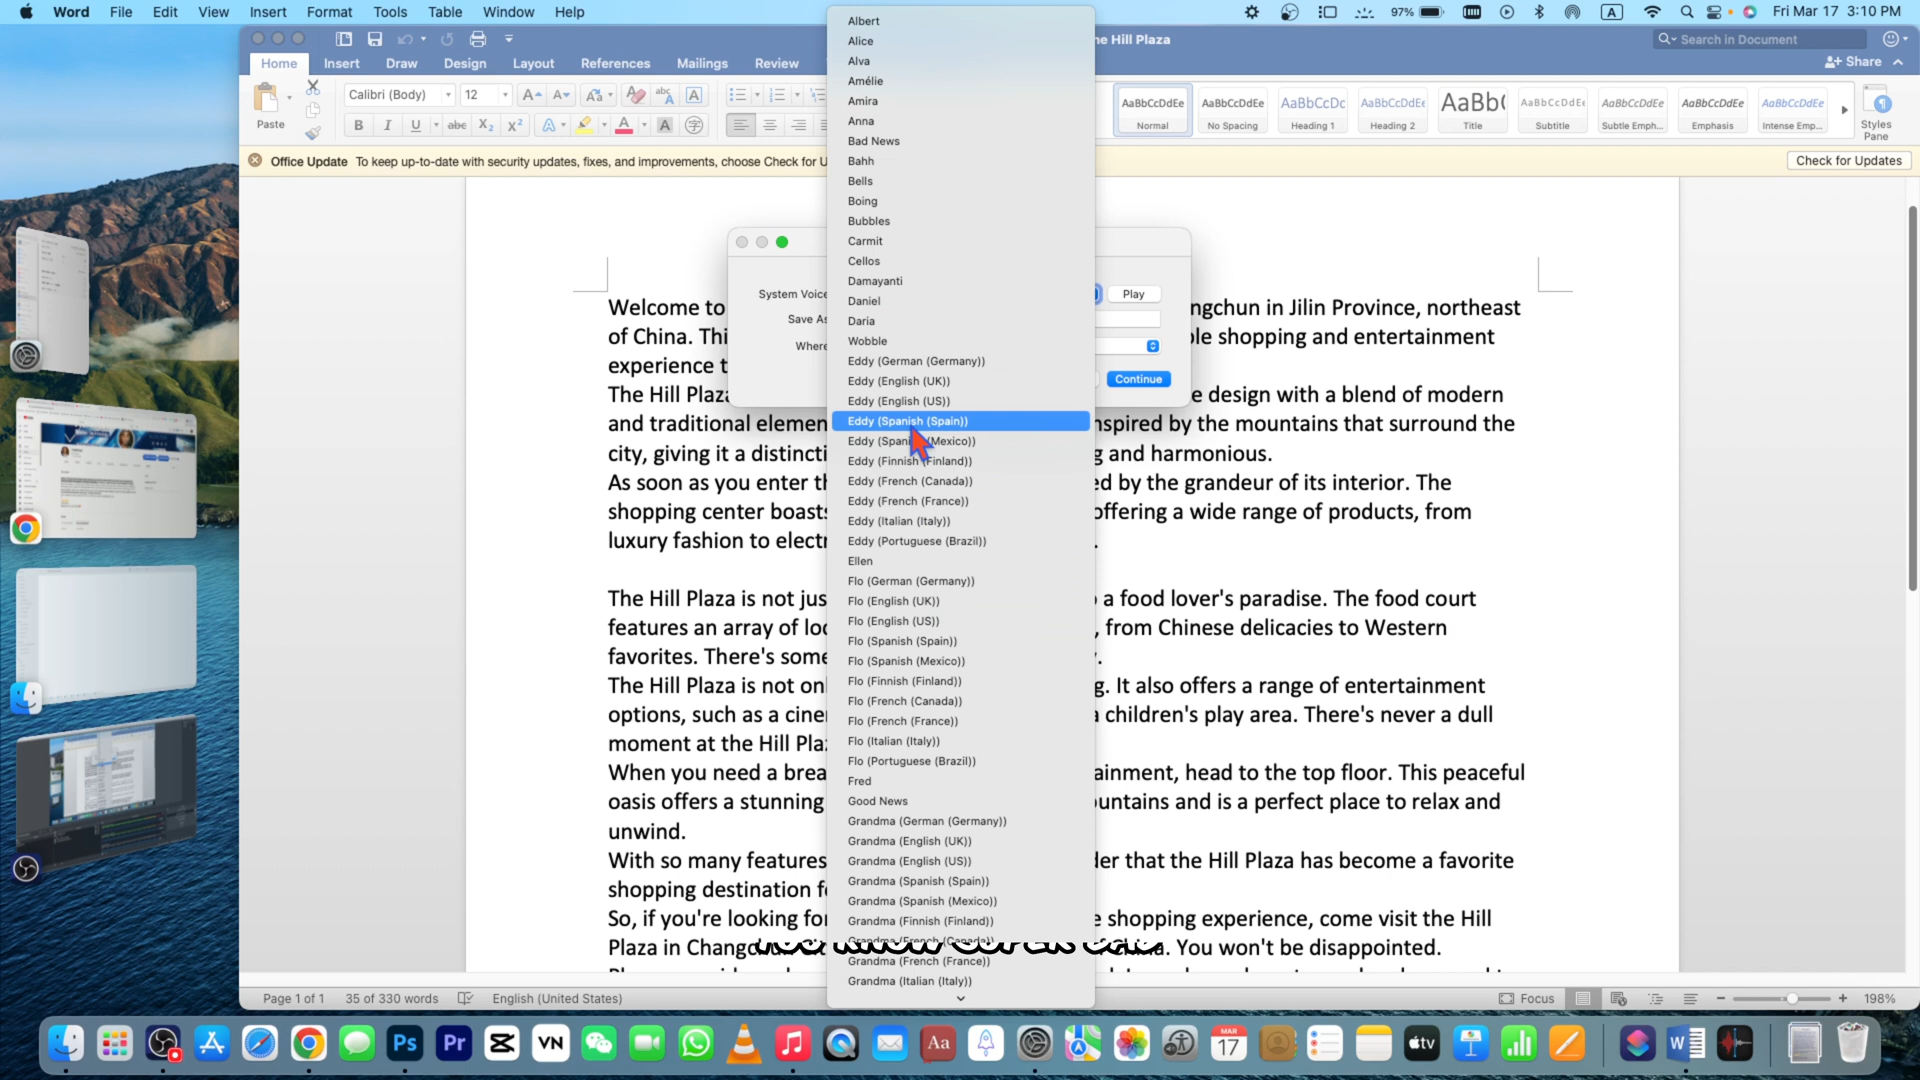 Word File Edit View Insert Format Tools Table Window Help
97% Fri Mar 17 3:10 PM
he Hill Plaza
Search in Document
Home Insert Draw Design Layout References Mailings Review
Share
Paste
Calibri (Body) 12
AaBbCcDdEe AaBbCcDdEe AaBbCcDc AaBbCcDdEe AaBb( AaBbCcDdEe AaBbCcDdEe AaBbCcDdEe AaBbCcDdEe
Normal No Spacing Heading 1 Heading 2 Title Subtitle Subtle Emph... Emphasis Intense Emp...
Styles Pane
Office Update To keep up-to-date with security updates, fixes, and improvements, choose Check for U
Check for Updates
System Voice
Play
Save As
Where
Continue
Albert
Alice
Alva
Amélie
Amira
Anna
Bad News
Bahh
Bells
Boing
Bubbles
Carmit
Cellos
Damayanti
Daniel
Daria
Wobble
Eddy (German (Germany))
Eddy (English (UK))
Eddy (English (US))
Eddy (Spanish (Spain))
Eddy (Spanish (Mexico))
Eddy (Finnish (Finland))
Eddy (French (Canada))
Eddy (French (France))
Eddy (Italian (Italy))
Eddy (Portuguese (Brazil))
Ellen
Flo (German (Germany))
Flo (English (UK))
Flo (English (US))
Flo (Spanish (Spain))
Flo (Spanish (Mexico))
Flo (Finnish (Finland))
Flo (French (Canada))
Flo (French (France))
Flo (Italian (Italy))
Flo (Portuguese (Brazil))
Fred
Good News
Grandma (German (Germany))
Grandma (English (UK))
Grandma (English (US))
Grandma (Spanish (Spain))
Grandma (Spanish (Mexico))
Grandma (Finnish (Finland))
Grandma (French (Canada))
Grandma (French (France))
Grandma (Italian (Italy))
Welcome to ngchun in Jilin Province, northeast
of China. Thi le shopping and entertainment
experience t
The Hill Plaza e design with a blend of modern
and traditional elemen nspired by the mountains that surround the
city, giving it a distincti g and harmonious.
As soon as you enter th ed by the grandeur of its interior. The
shopping center boasts offering a wide range of products, from
luxury fashion to electr .
The Hill Plaza is not jus a food lover's paradise. The food court
features an array of loc , from Chinese delicacies to Western
favorites. There's some y.
The Hill Plaza is not onl g. It also offers a range of entertainment
options, such as a cine a children's play area. There's never a dull
moment at the Hill Pla
When you need a brea ainment, head to the top floor. This peaceful
oasis offers a stunning ountains and is a perfect place to relax and
unwind.
With so many features der that the Hill Plaza has become a favorite
shopping destination fo
So, if you're looking for e shopping experience, come visit the Hill
Plaza in Changchun China. You won't be disappointed.
Page 1 of 1 35 of 330 words English (United States)
Focus 198%
Ps Pr VN Aa MAR 17 tv W